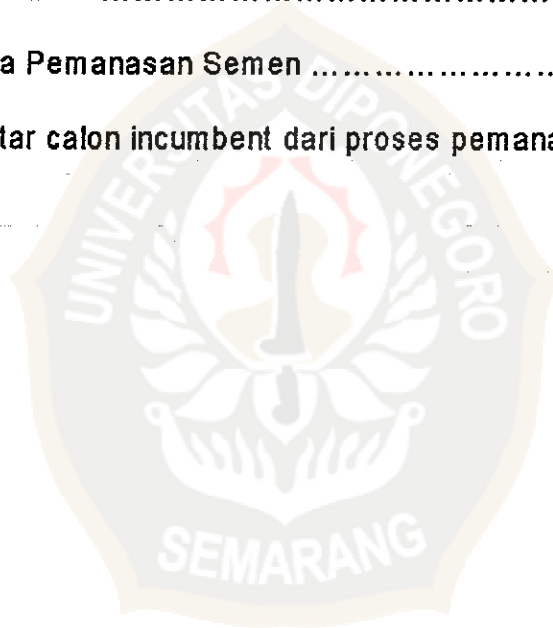 a Pemanasan Semen ........................
tar calon incumbent dari proses pemana
UNIVERSITAS DIPONEGORO
SEMARANG